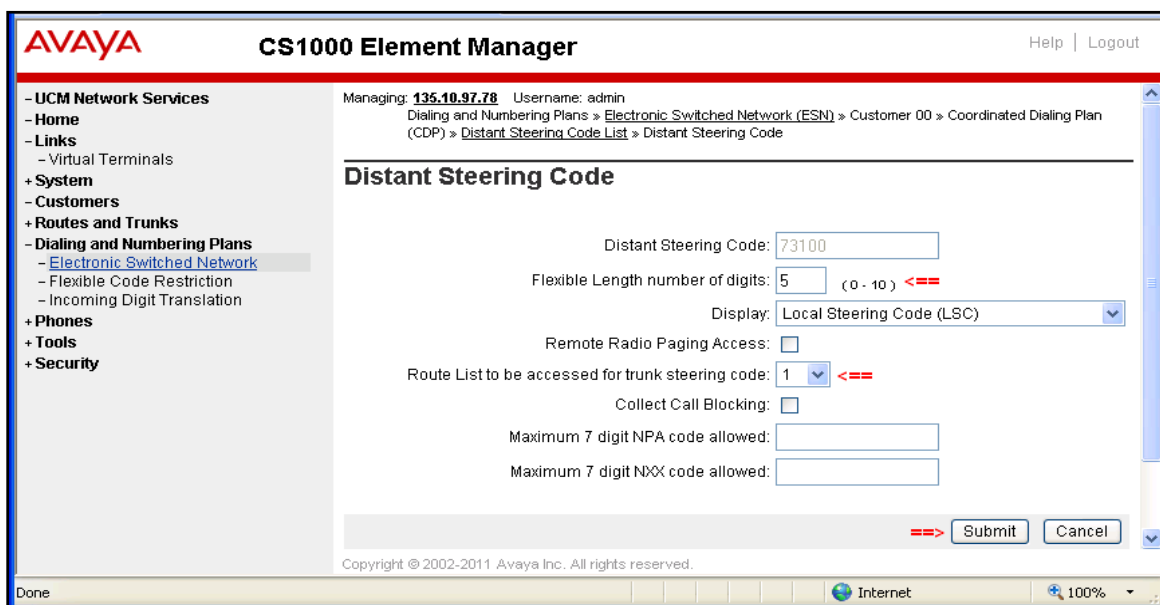 AVAYA
CS1000 Element Manager
Help | Logout
– UCM Network Services
– Home
– Links
– Virtual Terminals
+ System
– Customers
+ Routes and Trunks
– Dialing and Numbering Plans
– Electronic Switched Network
– Flexible Code Restriction
– Incoming Digit Translation
+ Phones
+ Tools
+ Security
Managing: 135.10.97.78 Username: admin
Dialing and Numbering Plans » Electronic Switched Network (ESN) » Customer 00 » Coordinated Dialing Plan
(CDP) » Distant Steering Code List » Distant Steering Code
Distant Steering Code
Distant Steering Code: 73100
Flexible Length number of digits: 5 ( 0 - 10 ) <==
Display: Local Steering Code (LSC)
Remote Radio Paging Access:
Route List to be accessed for trunk steering code: 1 <==
Collect Call Blocking:
Maximum 7 digit NPA code allowed:
Maximum 7 digit NXX code allowed:
==> Submit Cancel
Copyright © 2002-2011 Avaya Inc. All rights reserved.
Done Internet 100%